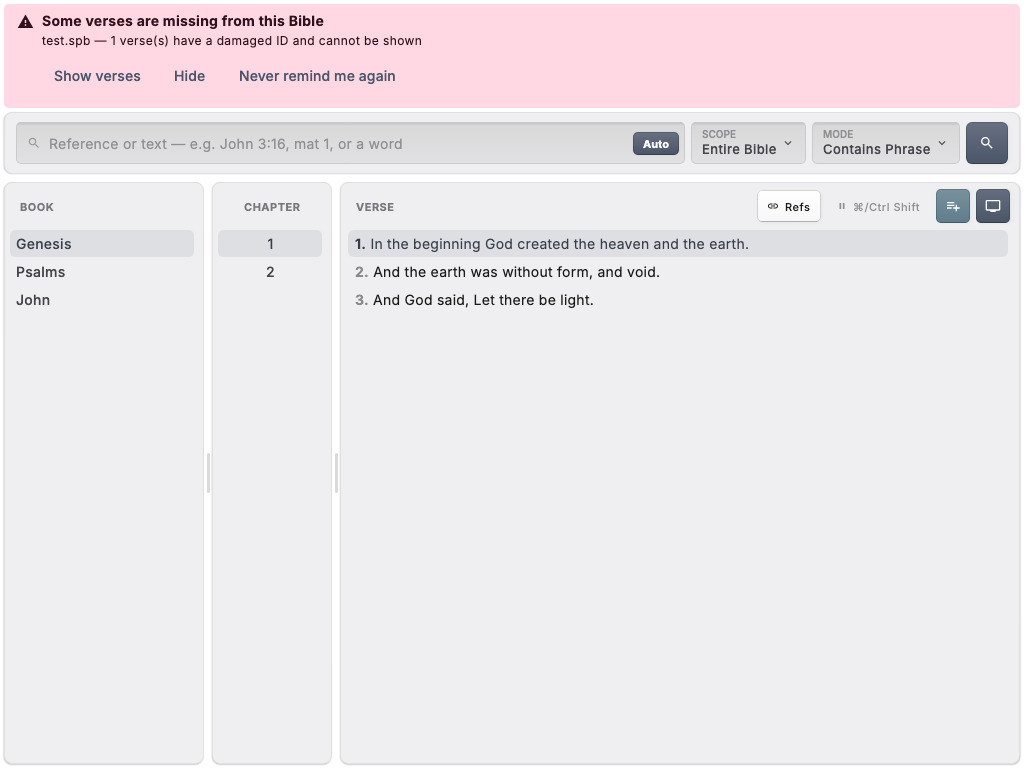 Some verses are missing from this Bible
test.spb — 1 verse(s) have a damaged ID and cannot be shown
Show verses Hide Never remind me again
Reference or text — e.g. John 3:16, mat 1, or a word Auto
SCOPE
Entire Bible
MODE
Contains Phrase
BOOK
Genesis
Psalms
John
CHAPTER
1
2
VERSE Refs ⌘/Ctrl Shift
1. In the beginning God created the heaven and the earth.
2. And the earth was without form, and void.
3. And God said, Let there be light.